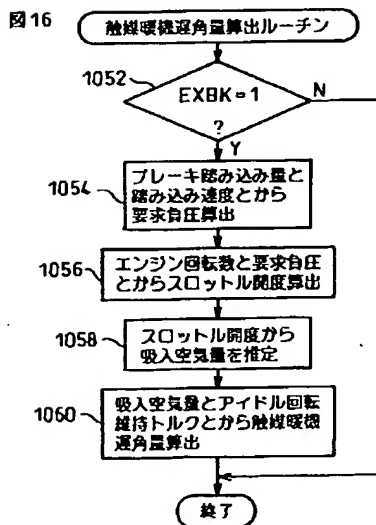 図16
触媒暖機遅角量算出ルーチン
1052
EXBK=1
?
N
Y
1054
ブレーキ踏み込み量と
踏み込み速度とから
要求負圧算出
1056
エンジン回転数と要求負圧
とからスロットル開度算出
1058
スロットル開度から
吸入空気量を推定
1060
吸入空気量とアイドル回転
維持トルクとから触媒暖機
遅角量算出
終了